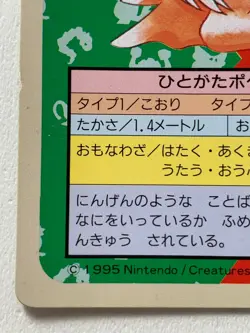 ひとがたポケ
タイプ1/こおり タイプ
たかさ/1.4メートル お
おもなわざ/はたく・あく
うたう・おうふ
にんげんのような ことば
なにをいっているか ふめ
んきゅう されている。
© 1995 Nintendo/Creatures